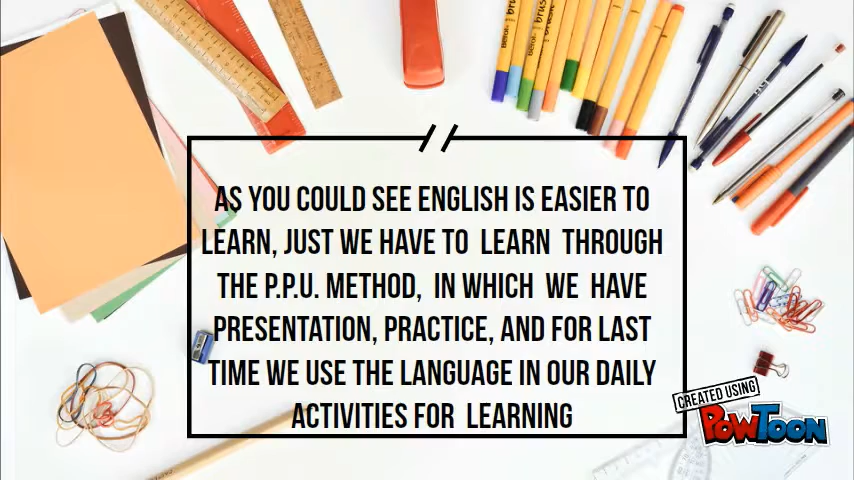 AS YOU COULD SEE ENGLISH IS EASIER TO
LEARN, JUST WE HAVE TO LEARN THROUGH
THE P.P.U. METHOD, IN WHICH WE HAVE
PRESENTATION, PRACTICE, AND FOR LAST
TIME WE USE THE LANGUAGE IN OUR DAILY
ACTIVITIES FOR LEARNING
CREATED USING
POWTOON